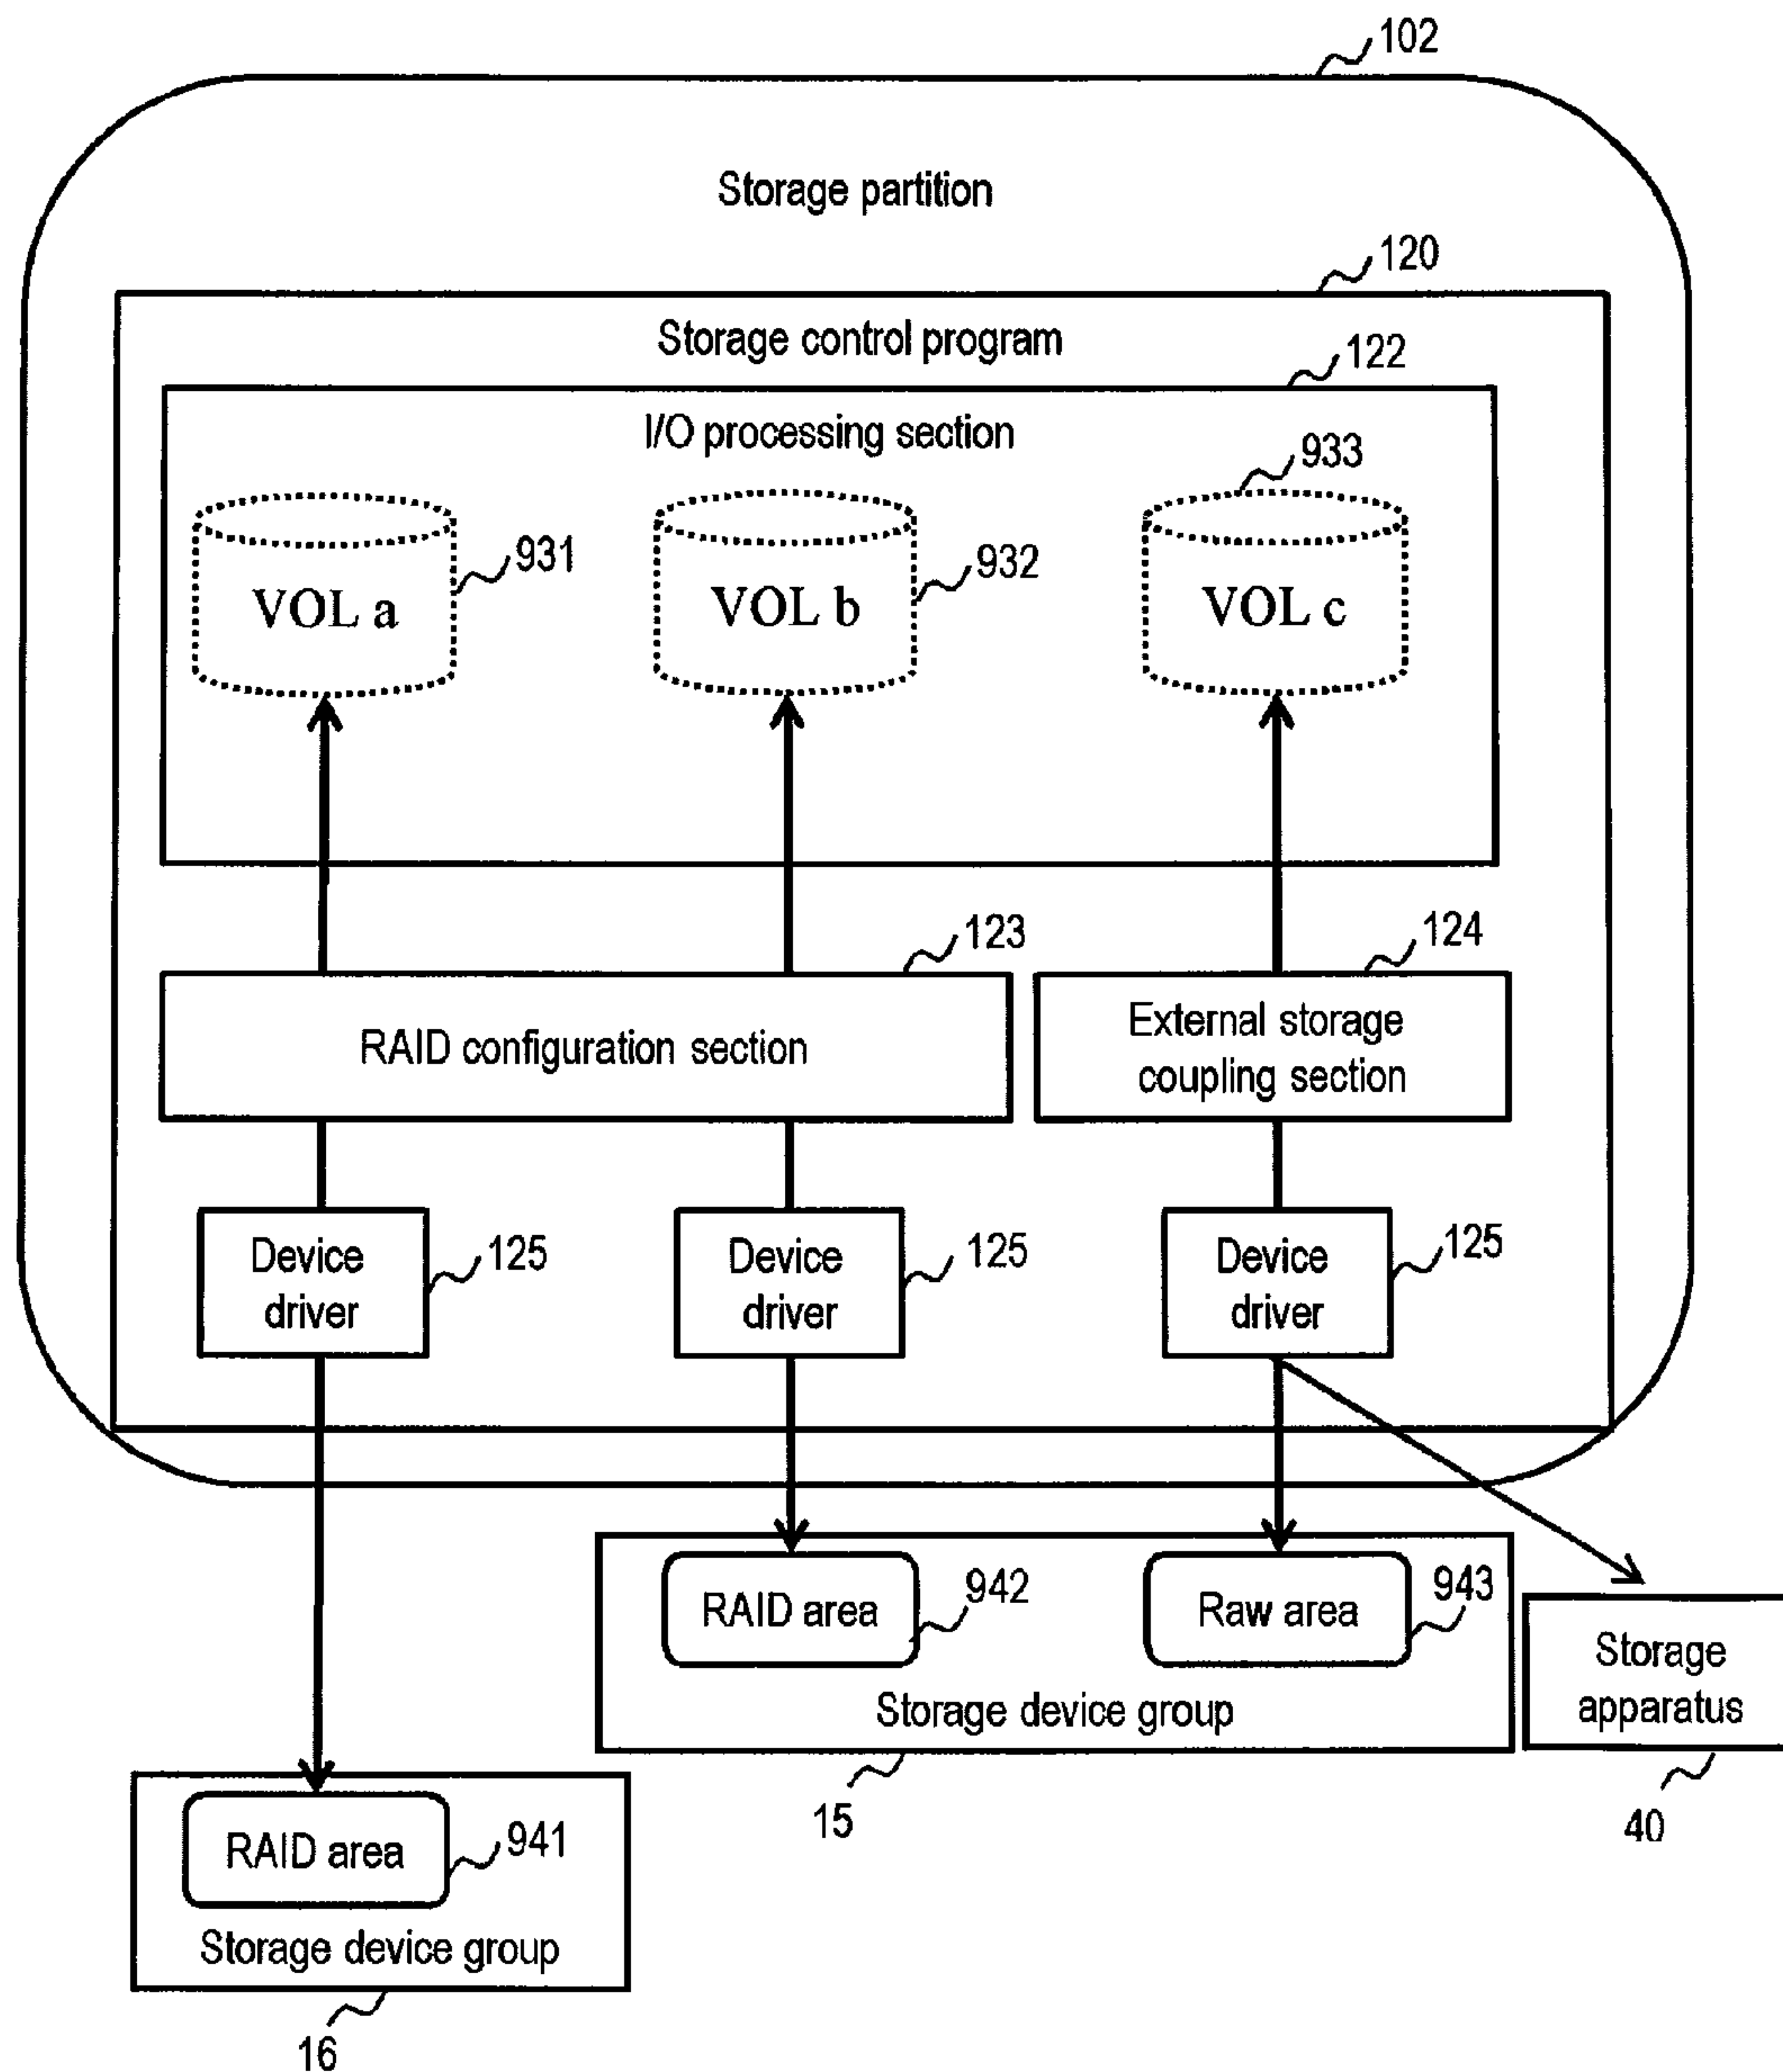 102
Storage partition
120
Storage control program
122
I/O processing section
933
931
932
VOL a
VOL b
VOL c
123
124
RAID configuration section
External storage
coupling section
Device
driver
125
Device
driver
125
Device
driver
125
RAID area
942
Raw area
943
Storage device group
Storage
apparatus
15
40
RAID area
941
Storage device group
16